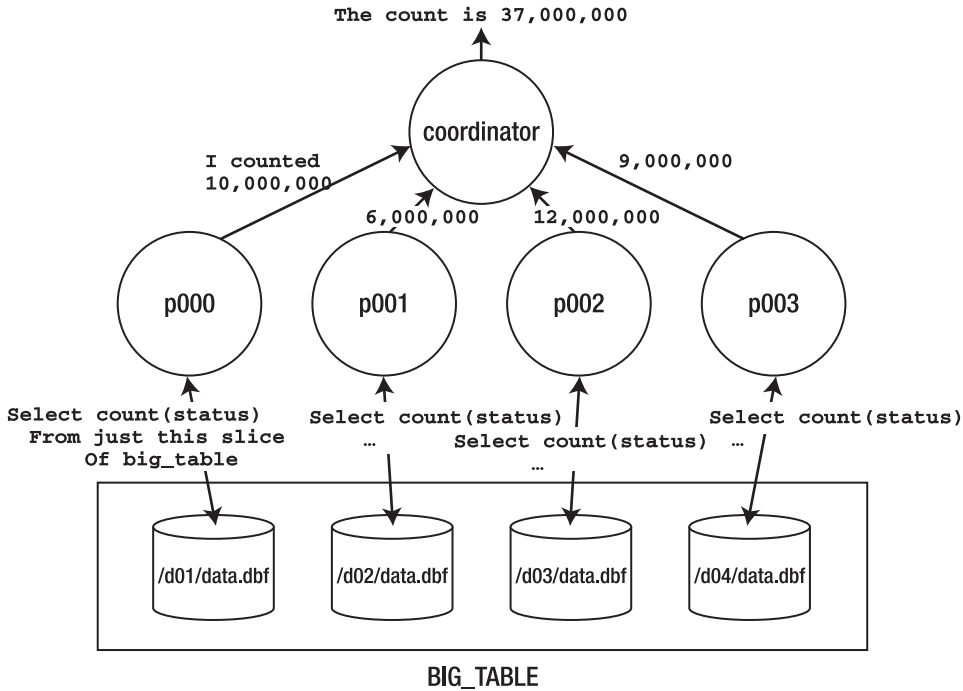 The count is 37,000,000
coordinator
I counted
10,000,000
9,000,000
6,000,000
12,000,000
p000
p001
p002
p003
Select count(status)
From just this slice
Of big_table
Select count(status)
…
Select count(status)
…
Select count(status)
…
/d01/data.dbf
/d02/data.dbf
/d03/data.dbf
/d04/data.dbf
BIG_TABLE